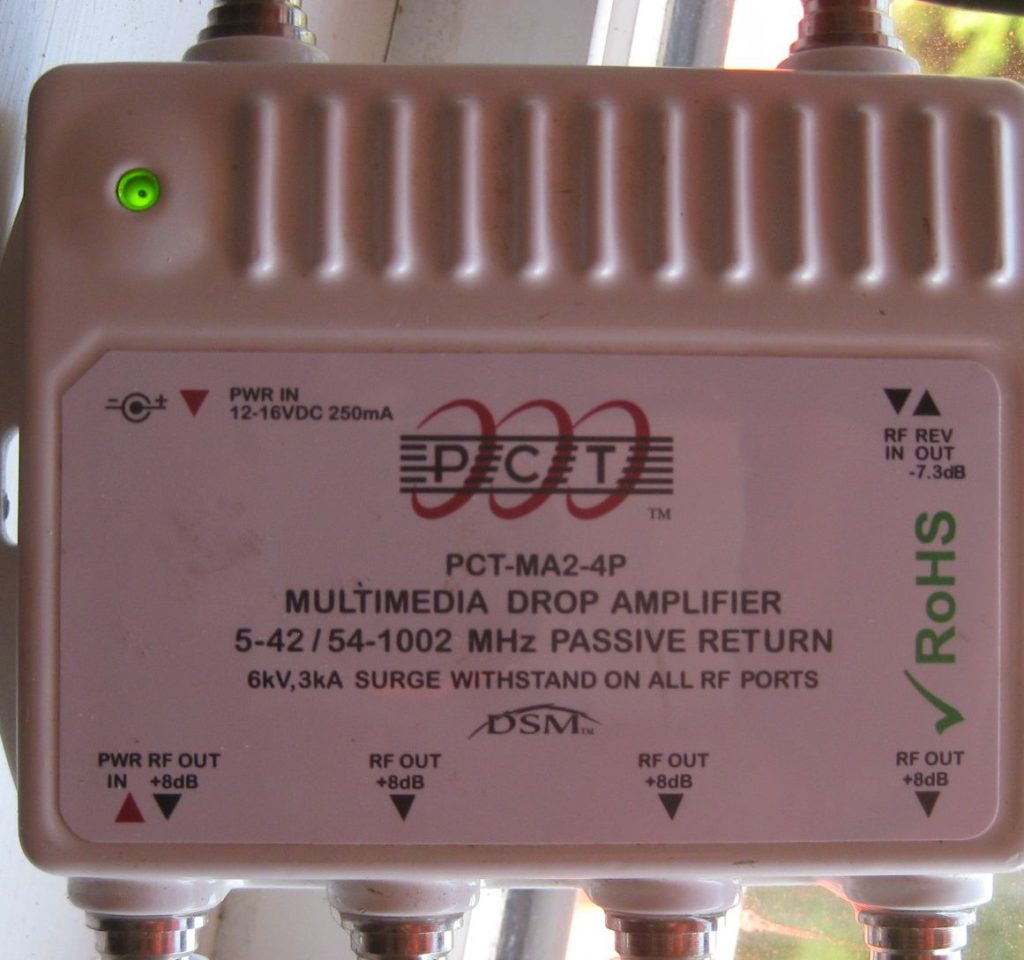 PWR IN
12-16VDC 250mA
PCT
TM
RF REV
IN OUT
-7.3dB
RoHS
PCT-MA2-4P
MULTIMEDIA DROP AMPLIFIER
5-42 / 54-1002 MHz PASSIVE RETURN
6kV,3kA SURGE WITHSTAND ON ALL RF PORTS
DSM TM
PWR RF OUT
IN +8dB
RF OUT
+8dB
RF OUT
+8dB
RF OUT
+8dB